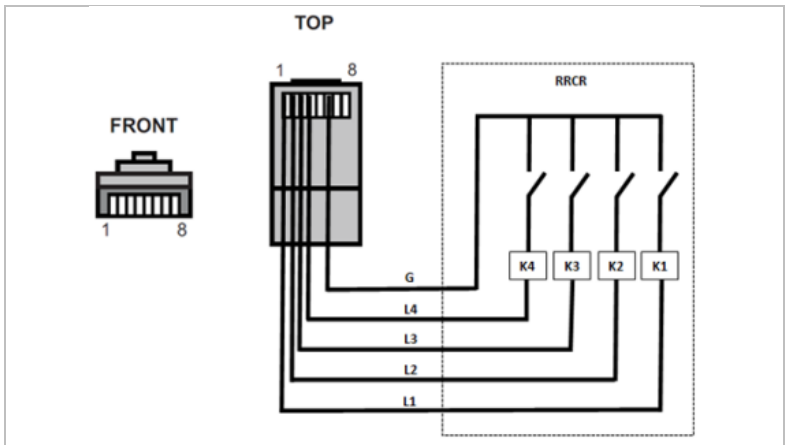 TOP
1 8
RRCR
FRONT
1 8
K4 K3 K2 K1
G
L4
L3
L2
L1